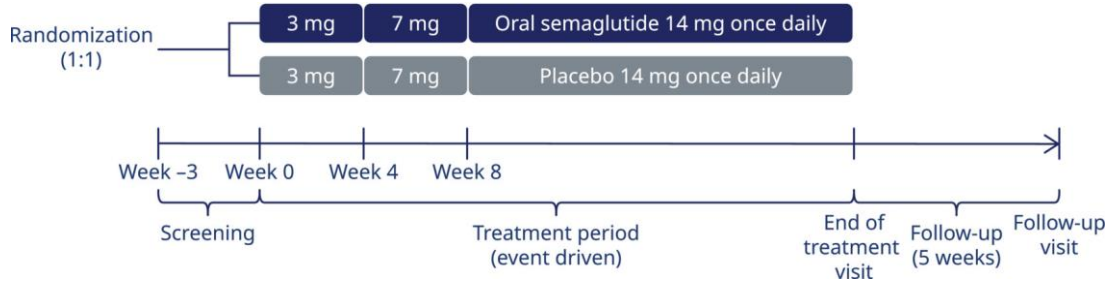 Randomization
(1:1)
3 mg
7 mg
Oral semaglutide 14 mg once daily
3 mg
7 mg
Placebo 14 mg once daily
Week –3
Week 0
Week 4
Week 8
Screening
Treatment period
(event driven)
End of
treatment
visit
Follow-up
(5 weeks)
Follow-up
visit